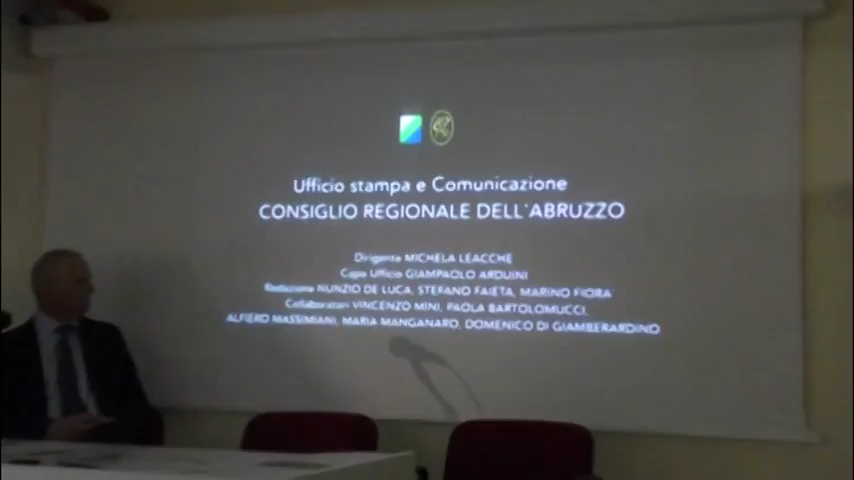 Ufficio stampa e Comunicazione
CONSIGLIO REGIONALE DELL'ABRUZZO
Dirigente MICHELA LEACCHE
Capo Ufficio GIAMPAOLO ARDUINI
Redazione NUNZIO DE LUCA, STEFANO FAIETA, MARINO FIORA'
Collaboratori VINCENZO MINI, PAOLA BARTOLOMUCCI,
ALFIERO MASSIMIANI, MARIA MANGANARO, DOMENICO DI GIAMBERARDINO